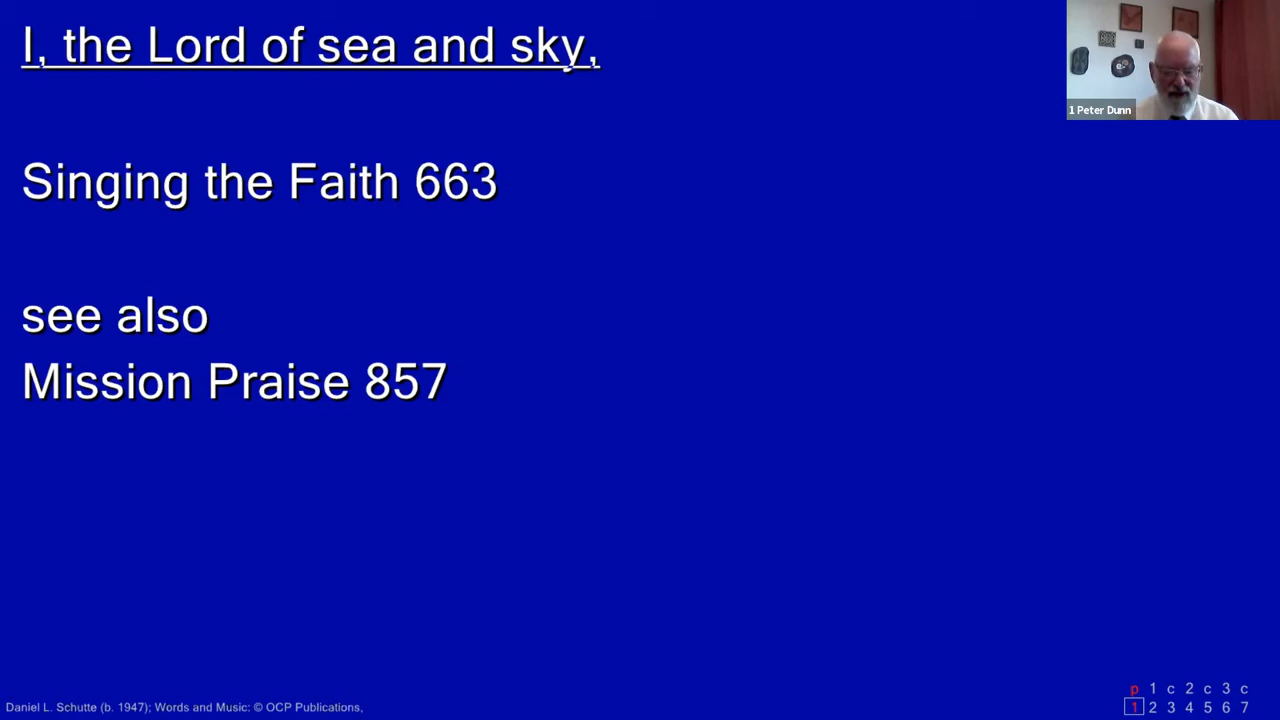 I, the Lord of sea and sky,
Singing the Faith 663
see also
Mission Praise 857
1 Peter Dunn
Daniel L. Schutte (b. 1947); Words and Music: © OCP Publications,
p 1 c 2 c 3 c
1 2 3 4 5 6 7